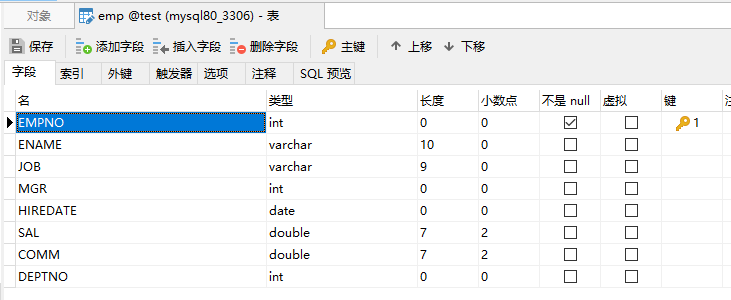 对象 emp @test (mysql80_3306) - 表
保存 添加字段 插入字段 删除字段 主键 上移 下移
字段 索引 外键 触发器 选项 注释 SQL 预览
名 类型 长度 小数点 不是 null 虚拟 键
EMPNO int 0 0 1
ENAME varchar 10 0
JOB varchar 9 0
MGR int 0 0
HIREDATE date 0 0
SAL double 7 2
COMM double 7 2
DEPTNO int 0 0